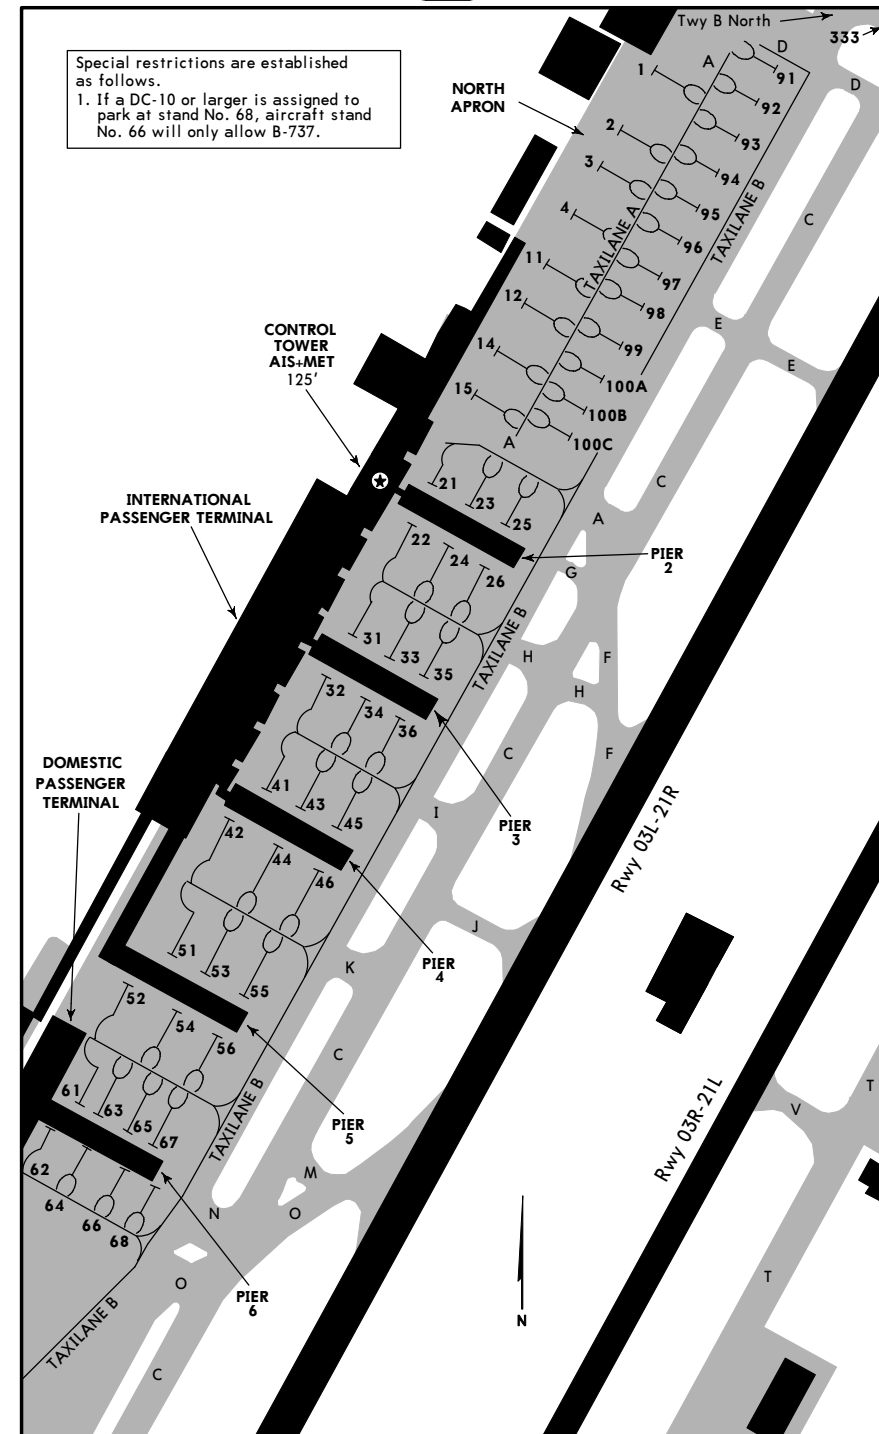 Twy B North
333
Special restrictions are established
as follows.
1. If a DC-10 or larger is assigned to
park at stand No. 68, aircraft stand
No. 66 will only allow B-737.
NORTH
APRON
D
A
91
D
1
92
2
93
3
94
95
4
C
96
TAXILANE A
TAXILANE B
11
97
12
98
E
CONTROL
TOWER
AIS+MET
125'
14
99
E
15
100A
100B
A
100C
21
C
23
25
A
INTERNATIONAL
PASSENGER TERMINAL
22
24
PIER
2
26
G
TAXILANE B
31
33
H
F
35
32
H
34
36
C
F
DOMESTIC
PASSENGER
TERMINAL
41
43
45
I
PIER
3
Rwy 03L-21R
42
44
46
J
51
53
K
PIER
4
55
52
54
56
C
61
63
65
67
TAXILANE B
PIER
5
V
T
Rwy 03R-21L
62
M
64
66
N
O
68
O
T
PIER
6
N
TAXILANE B
C